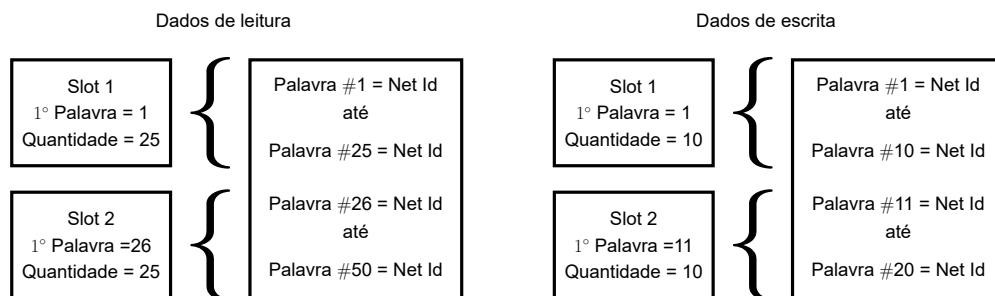 Dados de leitura
Slot 1
1° Palavra = 1
Quantidade = 25
Palavra #1 = Net Id
até
Palavra #25 = Net Id
Slot 2
1° Palavra =26
Quantidade = 25
Palavra #26 = Net Id
até
Palavra #50 = Net Id
Dados de escrita
Slot 1
1° Palavra = 1
Quantidade = 10
Palavra #1 = Net Id
até
Palavra #10 = Net Id
Slot 2
1° Palavra =11
Quantidade = 10
Palavra #11 = Net Id
até
Palavra #20 = Net Id